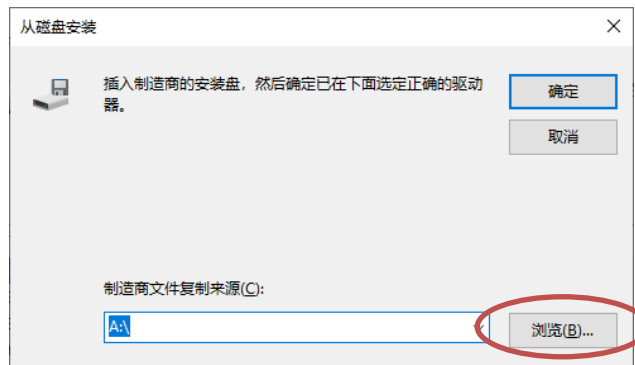 从磁盘安装
插入制造商的安装盘，然后确定已在下面选定正确的驱动
器。
确定
取消
制造商文件复制来源(C):
A:\
浏览(B)...